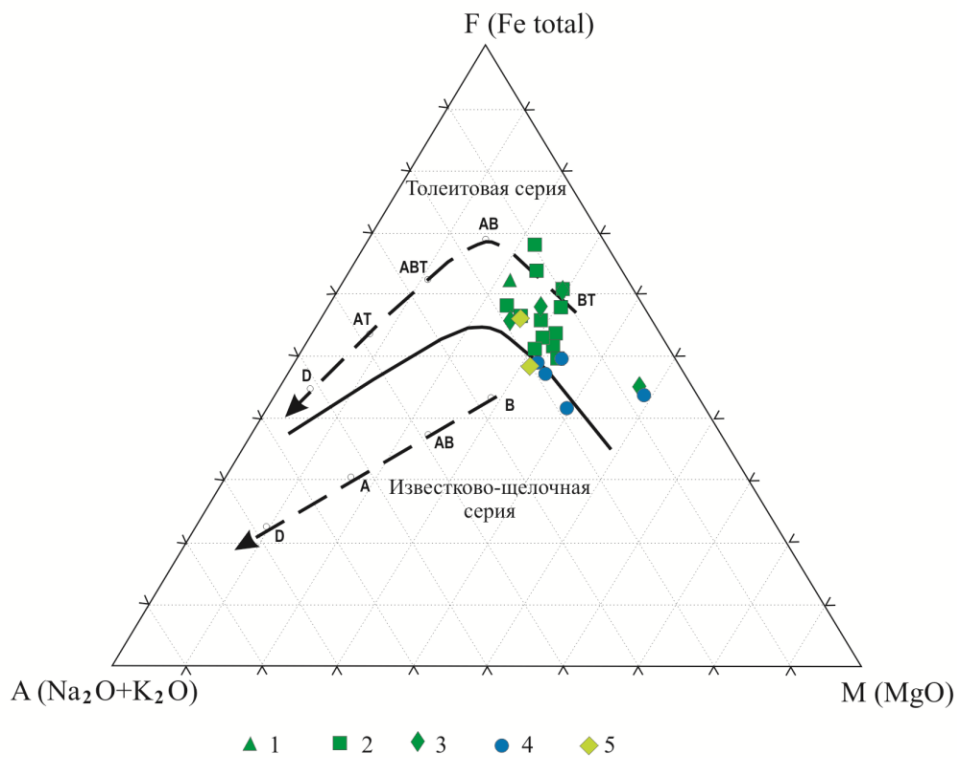 F (Fe total)
Толеитовая серия
AB
ABT
BT
AT
D
B
AB
A
Известково-щелочная
серия
D
A (Na₂O+K₂O)
M (MgO)
1 2 3 4 5